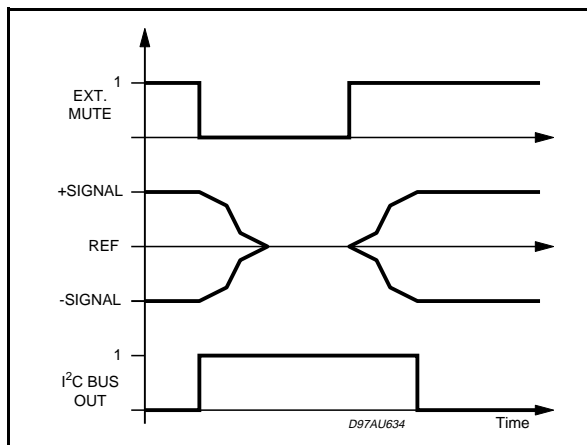 1
EXT.
MUTE
+SIGNAL
REF
-SIGNAL
1
I²C BUS
OUT
D97AU634
Time